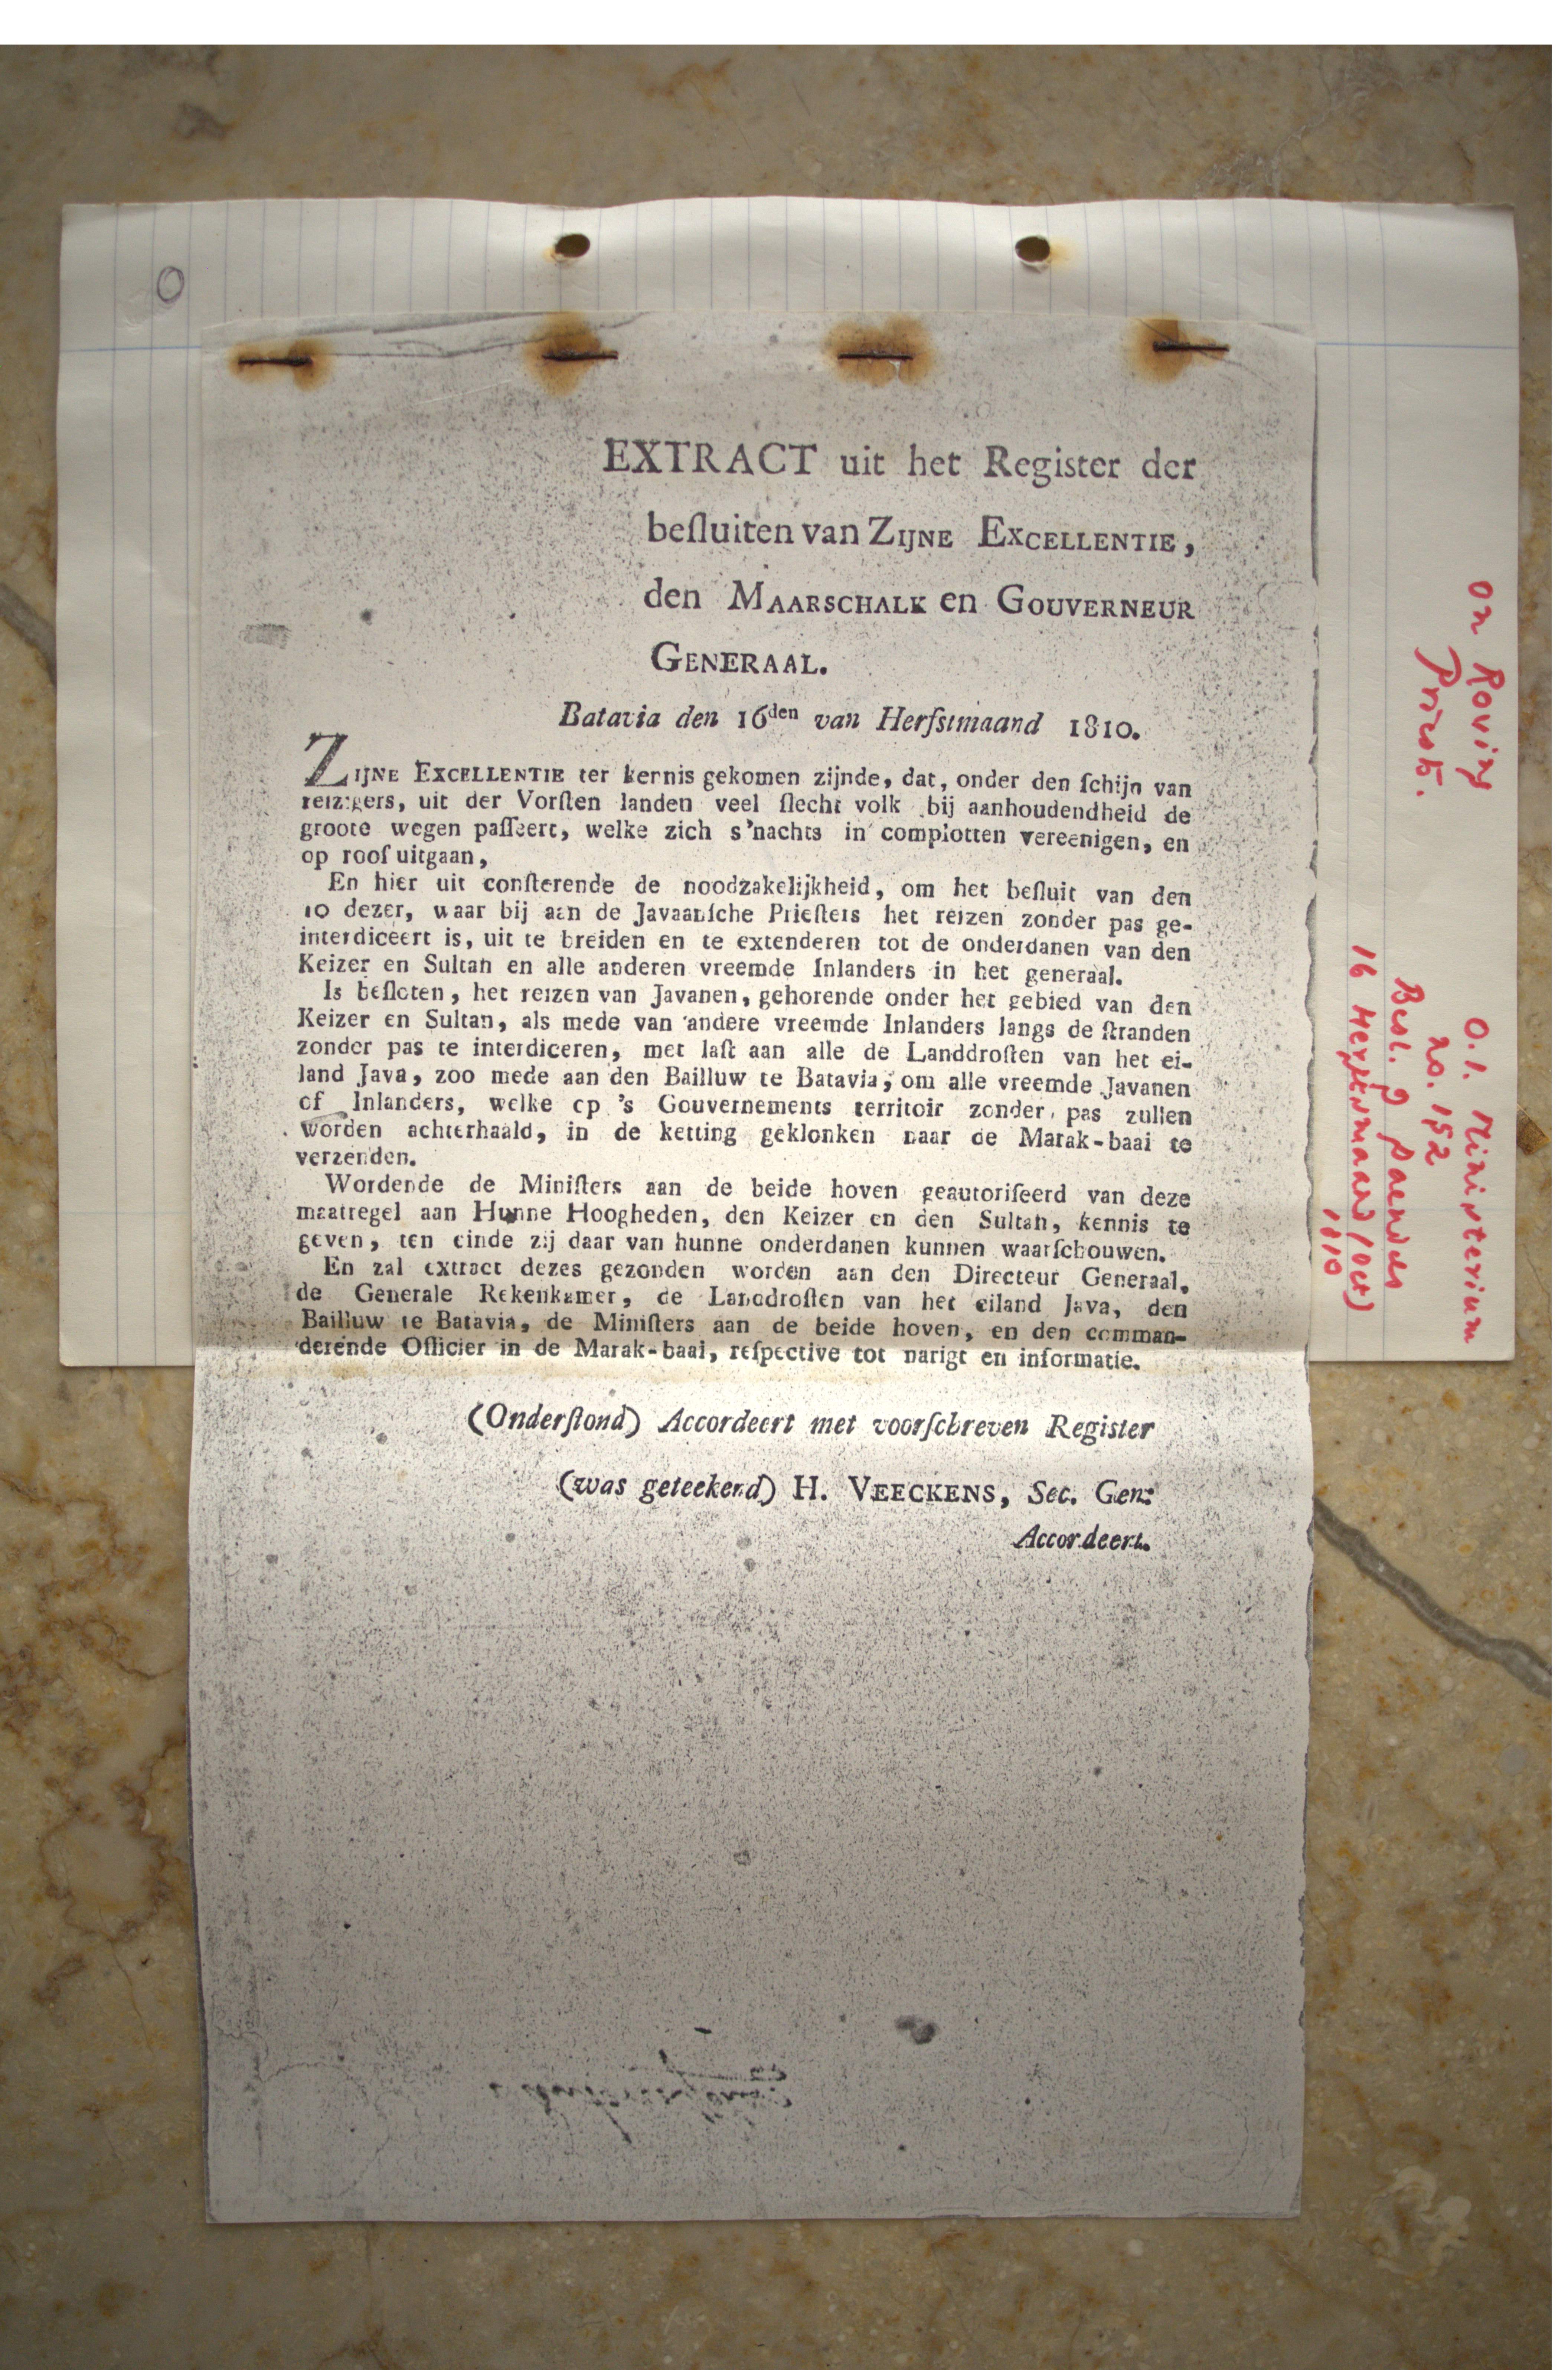 EXTRACT uit het Register der
beſluiten van ZIJNE EXCELLENTIE,
den MAARSCHALK en GOUVERNEUR
GENERAAL.
Batavia den 16den van Herfſtmaand 1810.
ZIJNE EXCELLENTIE ter kennis gekomen zijnde, dat, onder den ſchijn van
reizigers, uit der Vorſten landen veel ſlecht volk bij aanhoudendheid de
groote wegen paſſeert, welke zich s'nachts in complotten vereenigen, en
op roof uitgaan,
En hier uit conſterende de noodzakelijkheid, om het beſluit van den
10 dezer, waar bij aan de Javaanſche Prieſters het reizen zonder pas ge-
interdiceert is, uit te breiden en te extenderen tot de onderdanen van den
Keizer en Sultan en alle anderen vreemde Inlanders in het generaal.
Is beſloten, het reizen van Javanen, gehorende onder het gebied van den
Keizer en Sultan, als mede van andere vreemde Inlanders langs de ſtranden
zonder pas te interdiceren, met laſt aan alle de Landdroſten van het ei-
land Java, zoo mede aan den Bailluw te Batavia, om alle vreemde Javanen
of Inlanders, welke op 's Gouvernements territoir zonder pas zullen
worden achterhaald, in de ketting geklonken naar de Marak-baai te
verzenden.
Wordende de Miniſters aan de beide hoven geautoriſeerd van deze
maatregel aan Hunne Hoogheden, den Keizer en den Sultan, kennis te
geven, ten einde zij daar van hunne onderdanen kunnen waarſchouwen.
En zal extract dezes gezonden worden aan den Directeur Generaal,
de Generale Rekenkamer, de Landdroſten van het eiland Java, den
Bailluw te Batavia, de Miniſters aan de beide hoven, en den comman-
derende Officier in de Marak-baai, reſpective tot narigt en informatie.
(Onderſtond) Accordeert met voorſchreven Register
(was geteekend) H. VEECKENS, Sec. Gen:
Accordeert.
on Roving
Priests.
O.I. Ministerium
no. 152
Besl. g Daendels
16 Herfstmaand (Oct)
1810
O